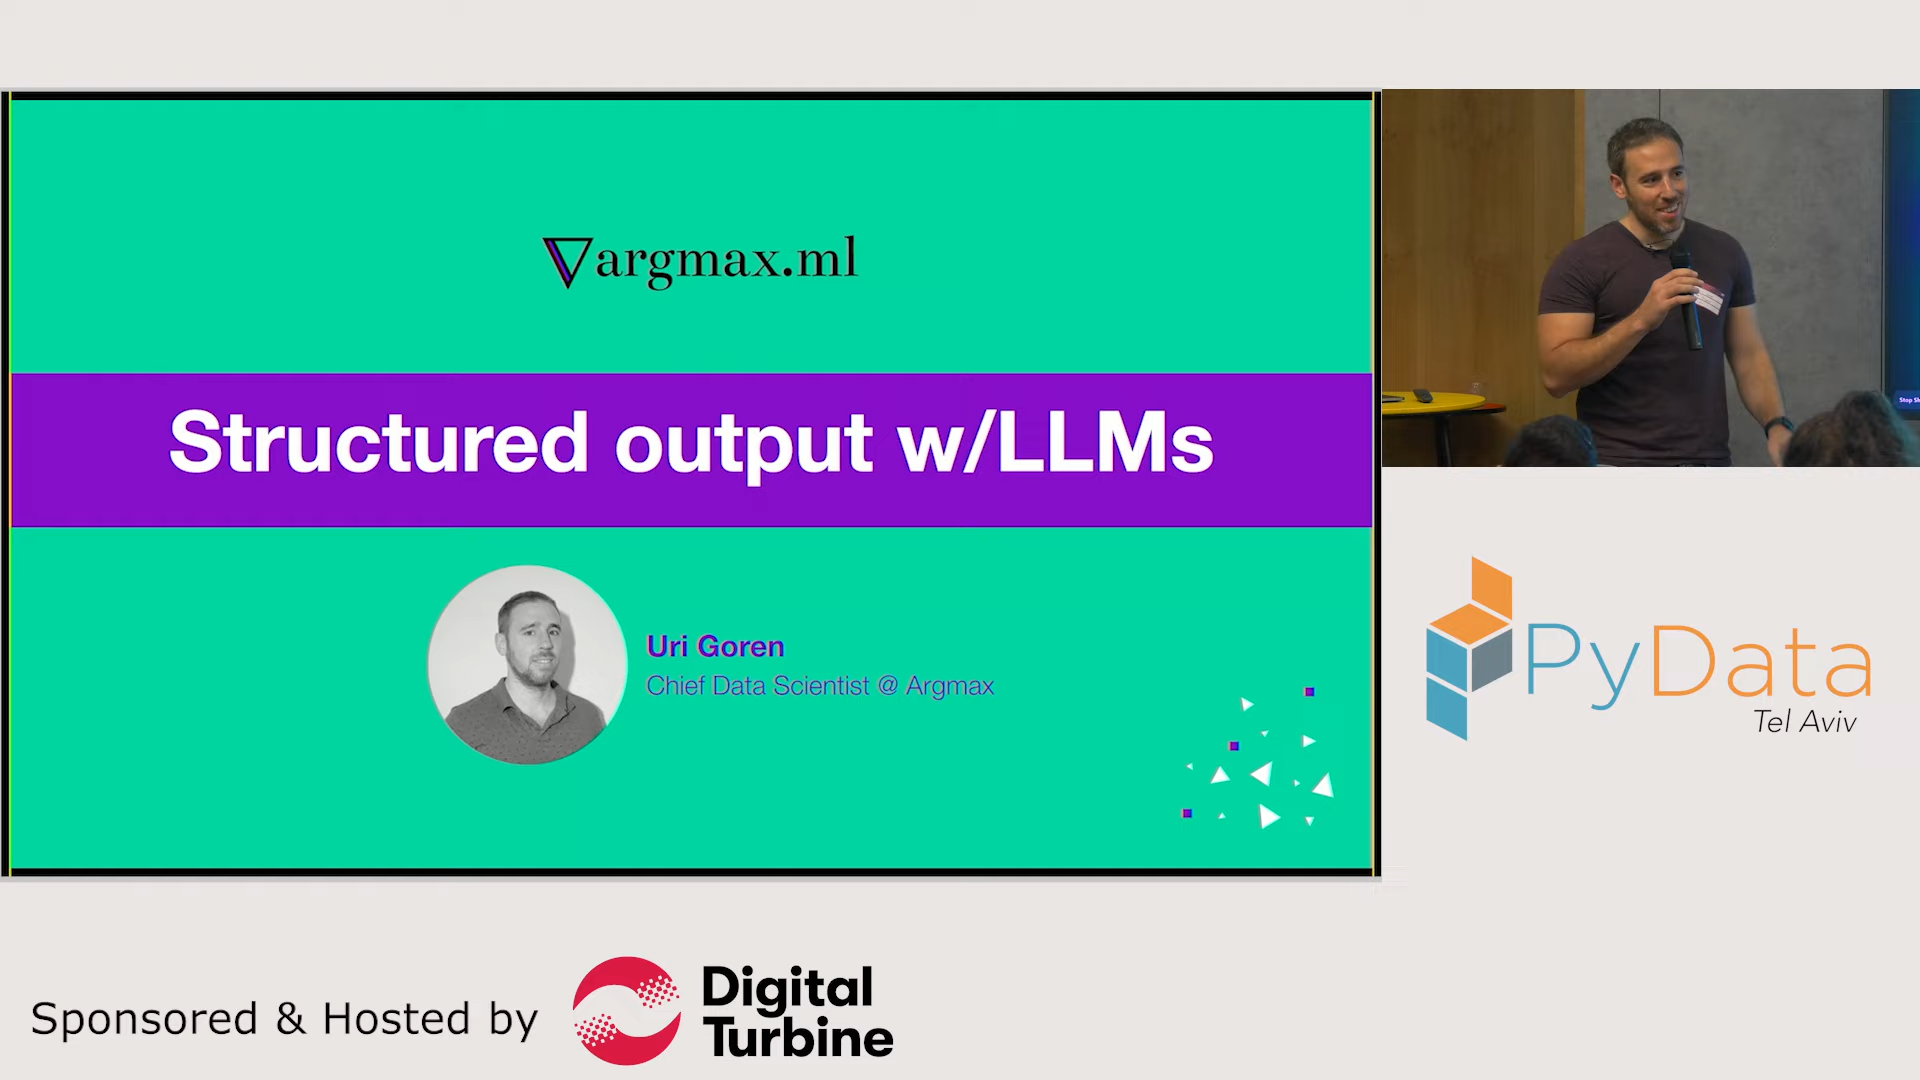 argmax.ml
Structured output w/LLMs
Uri Goren
Chief Data Scientist @ Argmax
PyData
Tel Aviv
Sponsored & Hosted by
Digital
Turbine